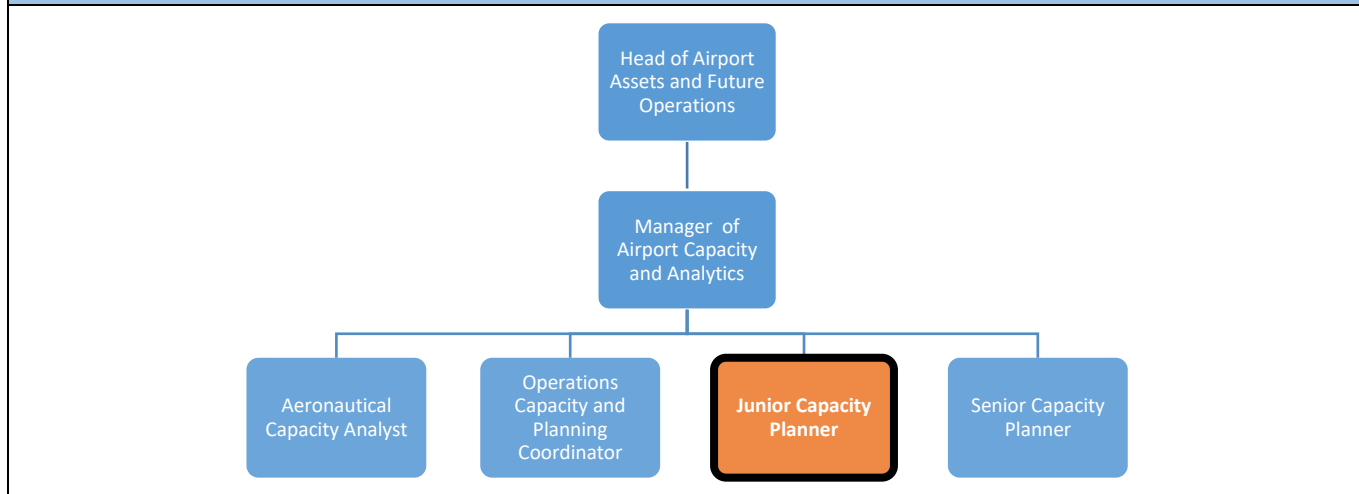 Head of Airport
Assets and Future
Operations
Manager  of
Airport Capacity
and Analytics
Aeronautical
Capacity Analyst
Operations
Capacity and
Planning
Coordinator
Junior Capacity
Planner
Senior Capacity
Planner